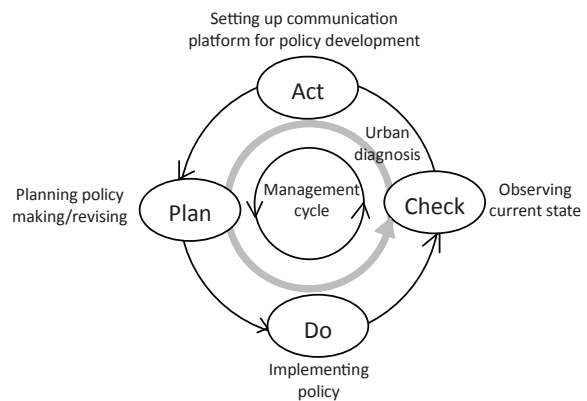 Setting up communication
platform for policy development
Act
Urban
diagnosis
Planning policy
making/revising
Plan
Management
cycle
Check
Observing
current state
Do
Implementing
policy